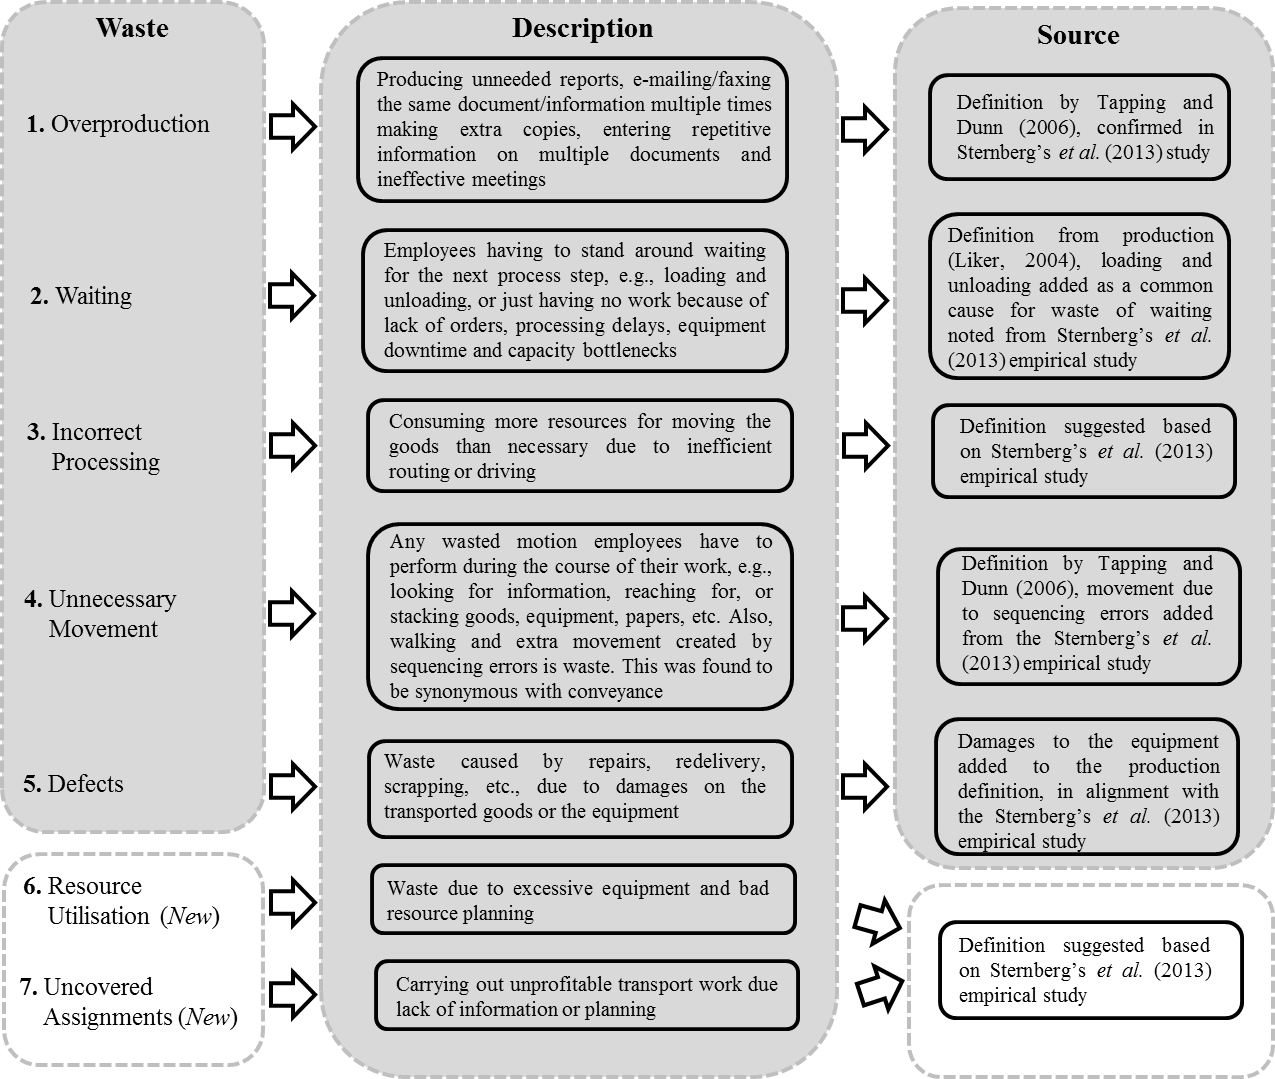 Waste
Description
Source
1. Overproduction
Producing unneeded reports, e-mailing/faxing
the same document/information multiple times
making extra copies, entering repetitive
information on multiple documents and
ineffective meetings
Definition by Tapping and
Dunn (2006), confirmed in
Sternberg’s et al. (2013) study
2. Waiting
Employees having to stand around waiting
for the next process step, e.g., loading and
unloading, or just having no work because of
lack of orders, processing delays, equipment
downtime and capacity bottlenecks
Definition from production
(Liker, 2004), loading and
unloading added as a common
cause for waste of waiting
noted from Sternberg’s et al.
(2013) empirical study
3. Incorrect
Processing
Consuming more resources for moving the
goods than necessary due to inefficient
routing or driving
Definition suggested based
on Sternberg’s et al. (2013)
empirical study
4. Unnecessary
Movement
Any wasted motion employees have to
perform during the course of their work, e.g.,
looking for information, reaching for, or
stacking goods, equipment, papers, etc. Also,
walking and extra movement created by
sequencing errors is waste. This was found to
be synonymous with conveyance
Definition by Tapping and
Dunn (2006), movement due
to sequencing errors added
from the Sternberg’s et al.
(2013) empirical study
5. Defects
Waste caused by repairs, redelivery,
scrapping, etc., due to damages on the
transported goods or the equipment
Damages to the equipment
added to the production
definition, in alignment with
the Sternberg’s et al. (2013)
empirical study
6. Resource
Utilisation (New)
Waste due to excessive equipment and bad
resource planning
7. Uncovered
Assignments (New)
Carrying out unprofitable transport work due
lack of information or planning
Definition suggested based
on Sternberg’s et al. (2013)
empirical study